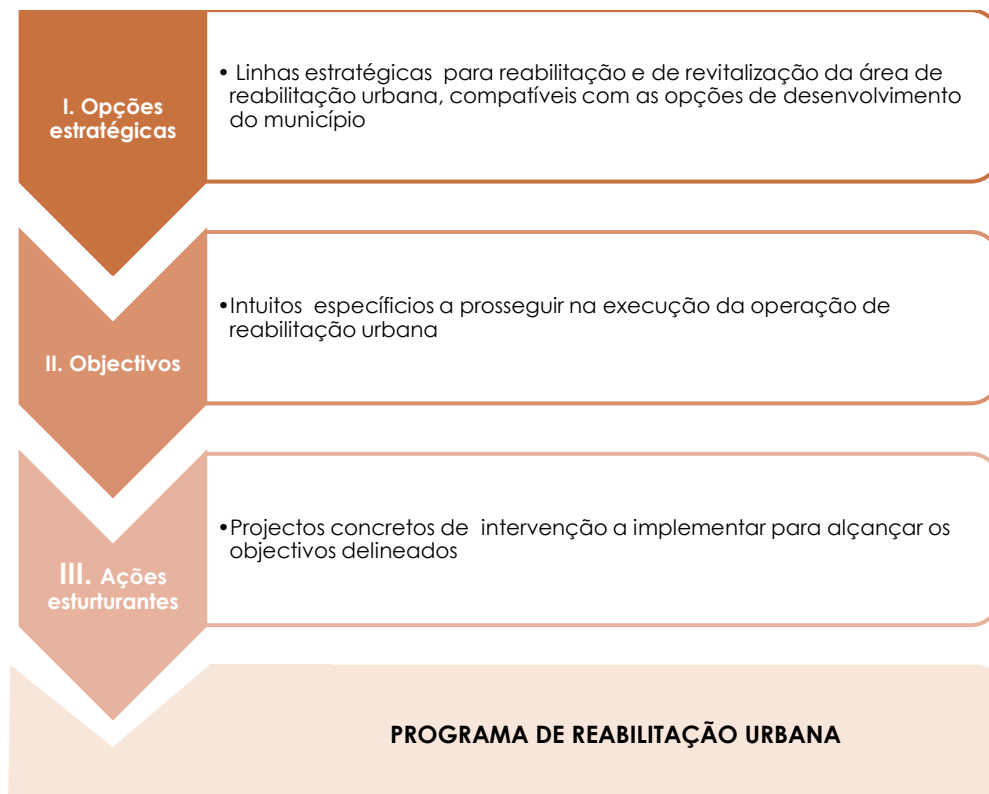 I. Opções
estratégicas
• Linhas estratégicas para reabilitação e de revitalização da área de
reabilitação urbana, compatíveis com as opções de desenvolvimento
do município
II. Objectivos
•Intuitos específicios a prosseguir na execução da operação de
reabilitação urbana
III. Ações
esturturantes
•Projectos concretos de intervenção a implementar para alçançar os
objectivos delineados
PROGRAMA DE REABILITAÇÃO URBANA